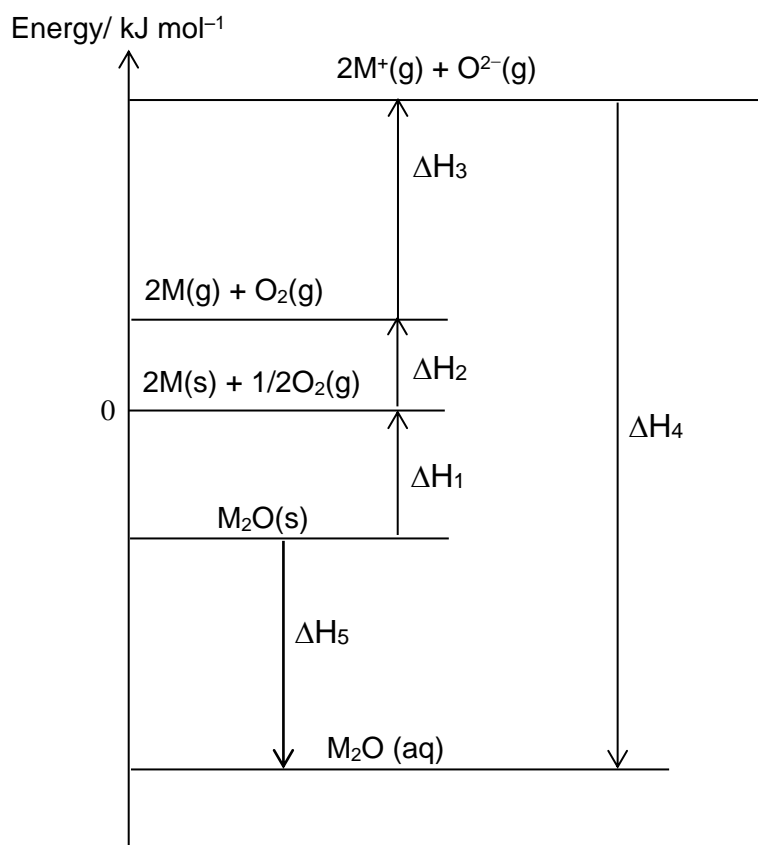 Energy/ kJ mol⁻¹
2M⁺(g) + O²⁻(g)
ΔH₃
2M(g) + O₂(g)
ΔH₂
2M(s) + 1/2O₂(g)
0
ΔH₄
ΔH₁
M₂O(s)
ΔH₅
M₂O (aq)